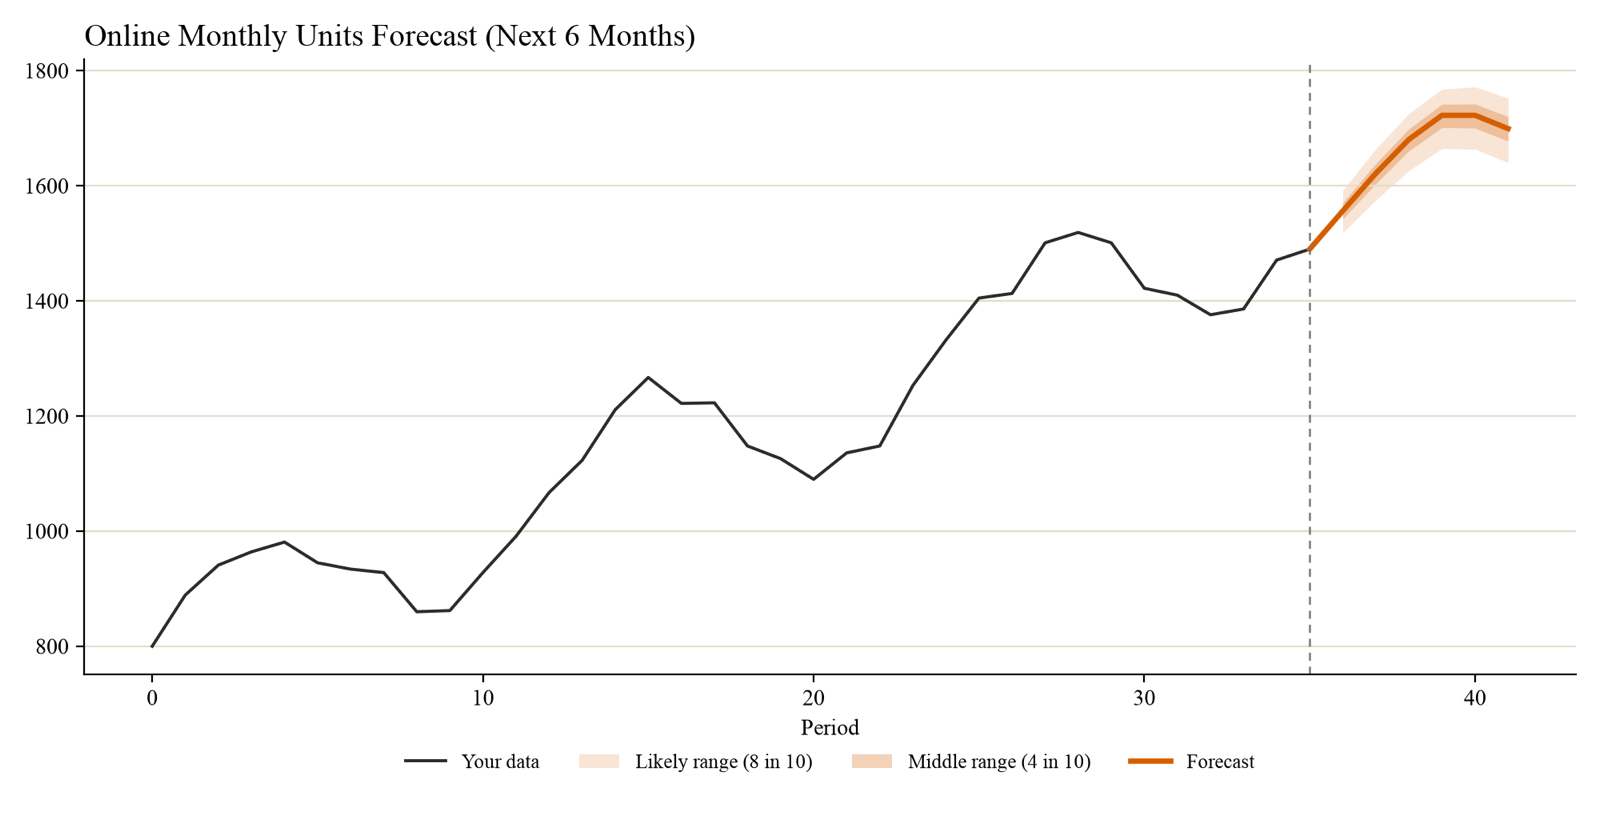 Online Monthly Units Forecast (Next 6 Months)
1800
1600
1400
1200
1000
800
0 10 20 30 40
Period
Your data Likely range (8 in 10) Middle range (4 in 10) Forecast